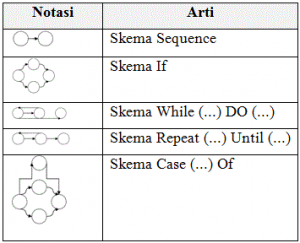 Notasi Arti
Skema Sequence
Skema If
Skema While (...) DO (...)
Skema Repeat (...) Until (...)
Skema Case (...) Of